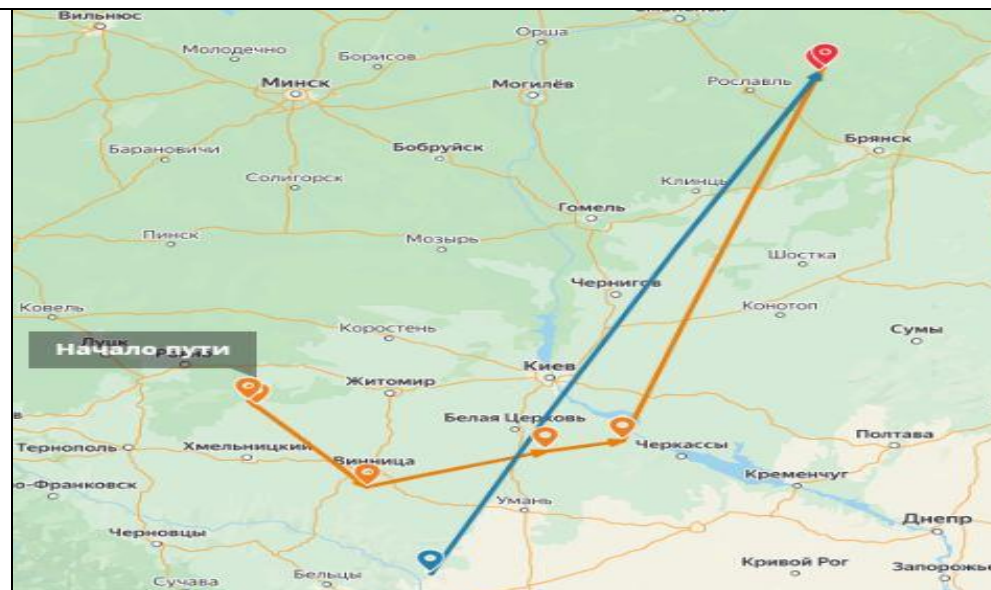 Вильнюс
Орша
Молодечно
Борисов
Минск
Могилёв
Рославль
Брянск
Барановичи
Бобруйск
Солигорск
Клинцы
Гомель
Пинск
Мозырь
Шостка
Чернигов
Ковель
Конотоп
Коростень
Сумы
Луцк
Начало пути
Киев
Житомир
Белая Церковь
Тернополь
Хмельницкий
Черкассы
Полтава
Винница
о-Франковск
Кременчуг
Умань
Черновцы
Днепр
Кривой Рог
Запорожь
Сучава
Бельцы